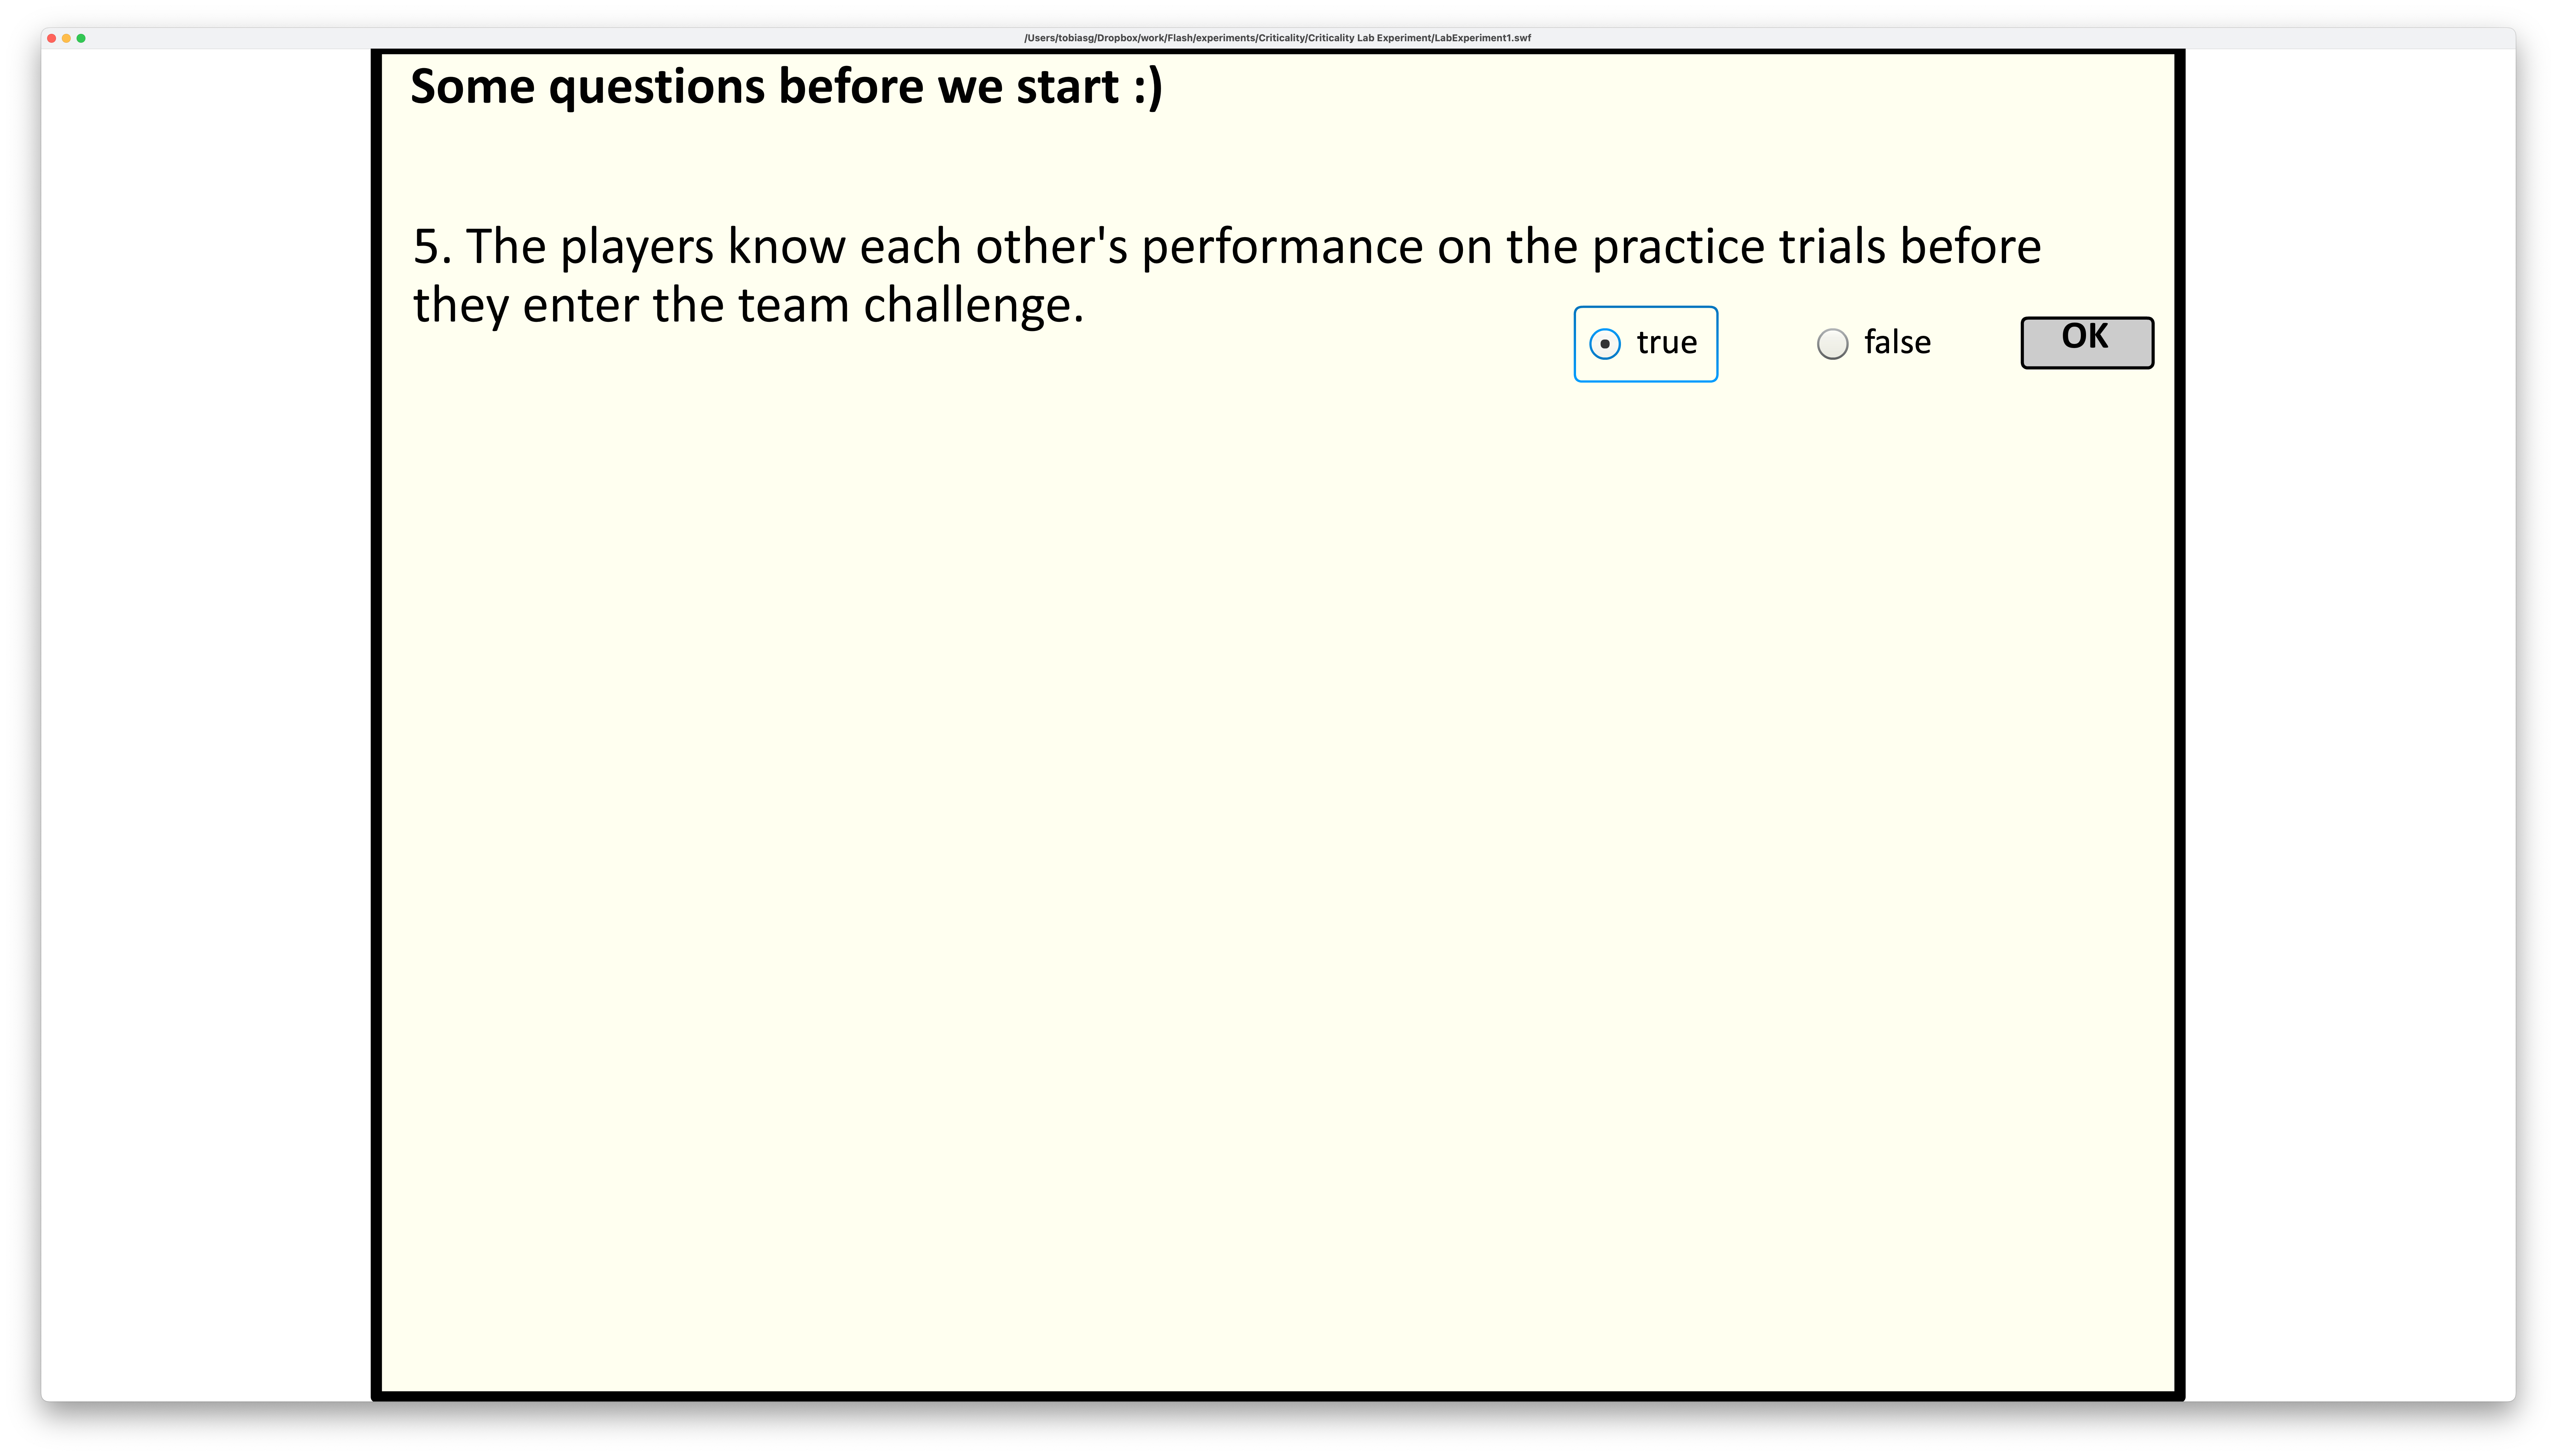 /Users/tobiasg/Dropbox/work/Flash/experiments/Criticality/Criticality Lab Experiment/LabExperiment1.swf
Some questions before we start :)
5. The players know each other's performance on the practice trials before
they enter the team challenge.
true false OK